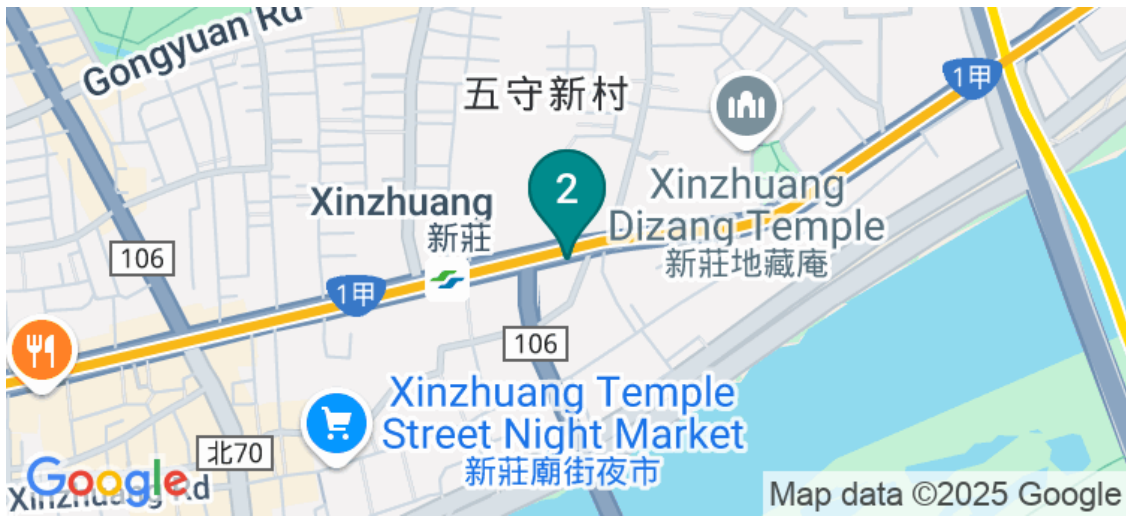 Gongyuan Rd
五守新村
1甲
Xinzhuang
新莊
2
Xinzhuang
Dizang Temple
新莊地藏庵
106
1甲
106
Xinzhuang Temple
Street Night Market
新莊廟街夜市
北70
Google
Xinzhuang Rd
Map data ©2025 Google